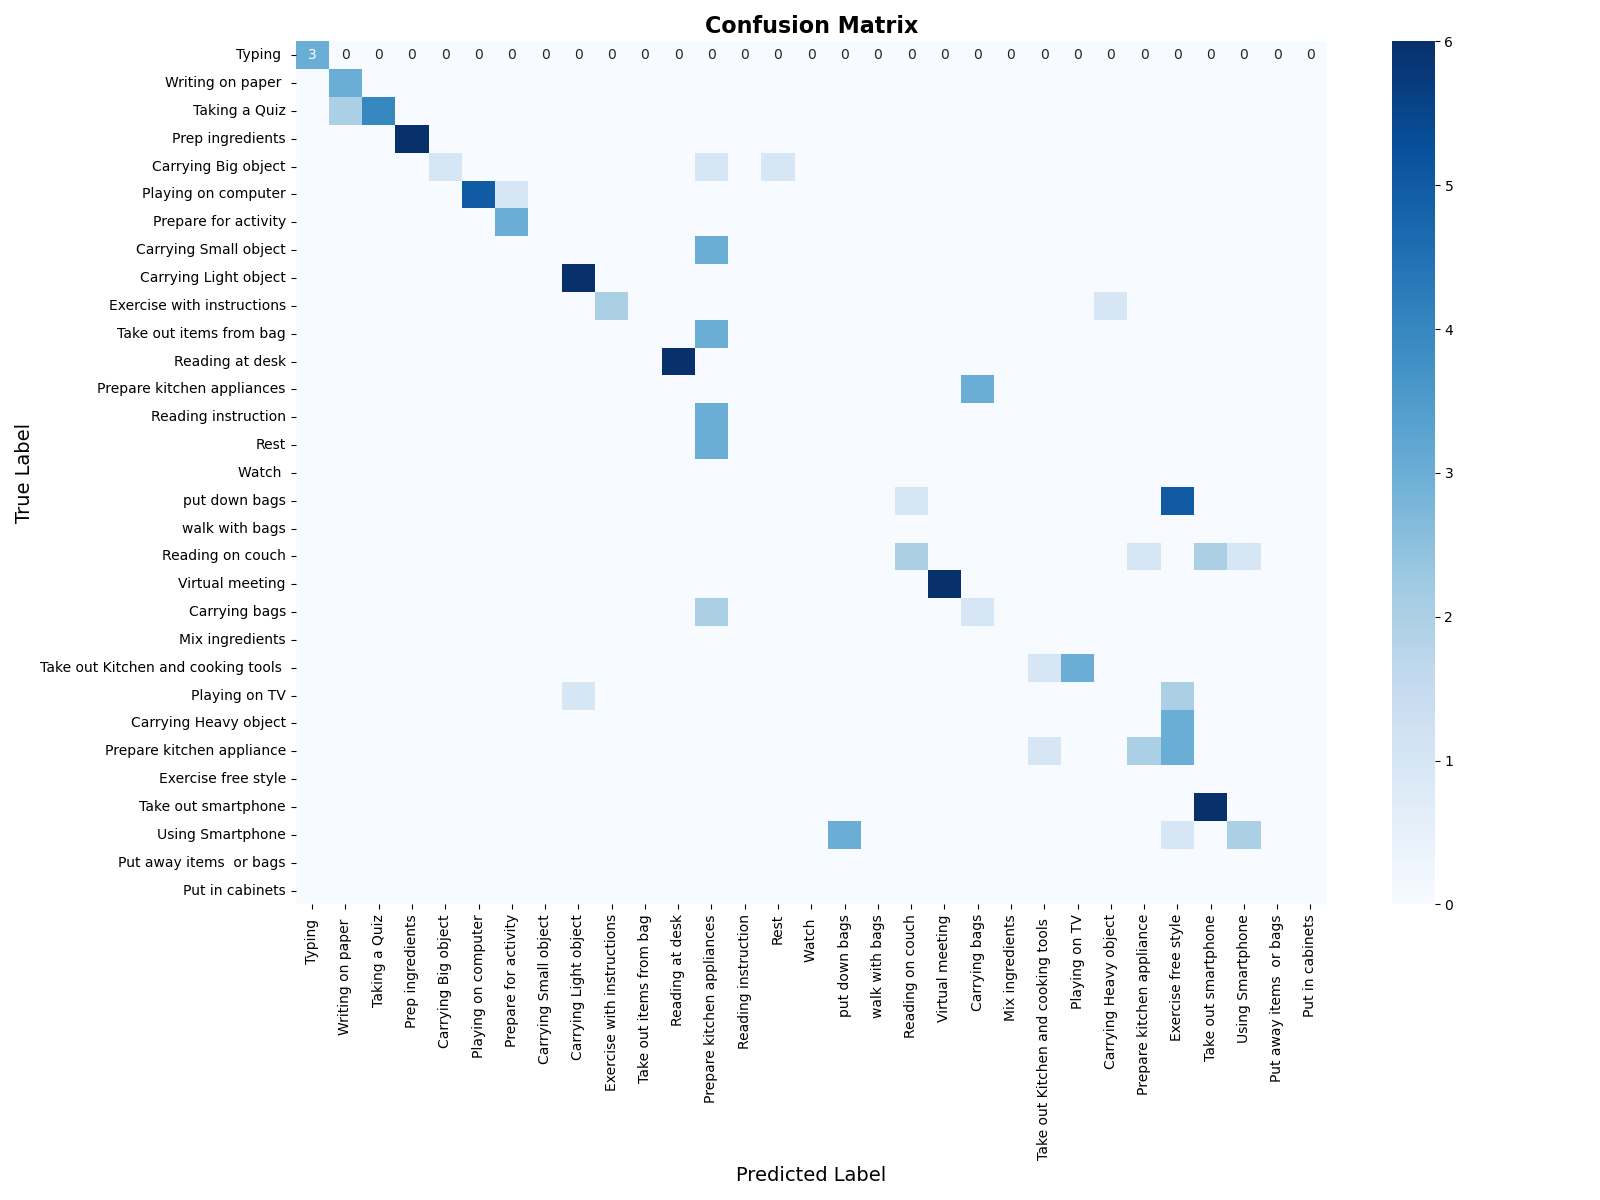 Confusion Matrix
Typing 3 0 0 0 0 0 0 0 0 0 0 0 0 0 0 0 0 0 0 0 0 0 0 0 0 0 0 0 0 0 0
Writing on paper
Taking a Quiz
Prep ingredients
Carrying Big object
Playing on computer
Prepare for activity
Carrying Small object
Carrying Light object
Exercise with instructions
Take out items from bag
Reading at desk
Prepare kitchen appliances
Reading instruction
Rest
Watch
put down bags
walk with bags
Reading on couch
Virtual meeting
Carrying bags
Mix ingredients
Take out Kitchen and cooking tools
Playing on TV
Carrying Heavy object
Prepare kitchen appliance
Exercise free style
Take out smartphone
Using Smartphone
Put away items  or bags
Put in cabinets
True Label
Typing
Writing on paper
Taking a Quiz
Prep ingredients
Carrying Big object
Playing on computer
Prepare for activity
Carrying Small object
Carrying Light object
Exercise with instructions
Take out items from bag
Reading at desk
Prepare kitchen appliances
Reading instruction
Rest
Watch
put down bags
walk with bags
Reading on couch
Virtual meeting
Carrying bags
Mix ingredients
Take out Kitchen and cooking tools
Playing on TV
Carrying Heavy object
Prepare kitchen appliance
Exercise free style
Take out smartphone
Using Smartphone
Put away items  or bags
Put in cabinets
Predicted Label
6
5
4
3
2
1
0